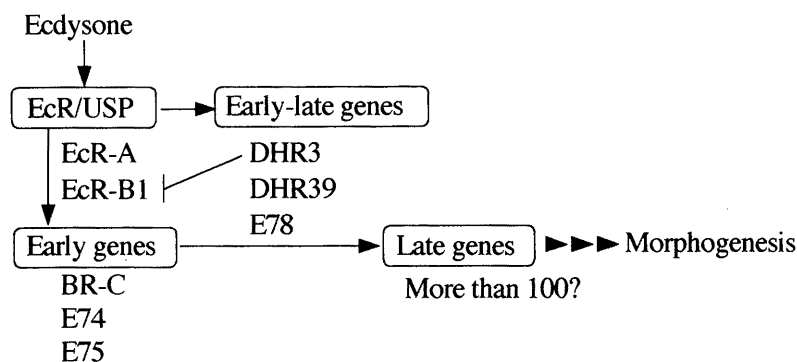 Ecdysone
EcR/USP
Early-late genes
EcR-A
DHR3
EcR-B1
DHR39
E78
Early genes
Late genes
Morphogenesis
BR-C
More than 100?
E74
E75